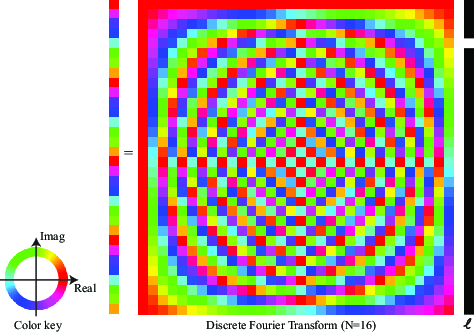 =
Imag
Real
Color key
Discrete Fourier Transform (N=16)
ℓ